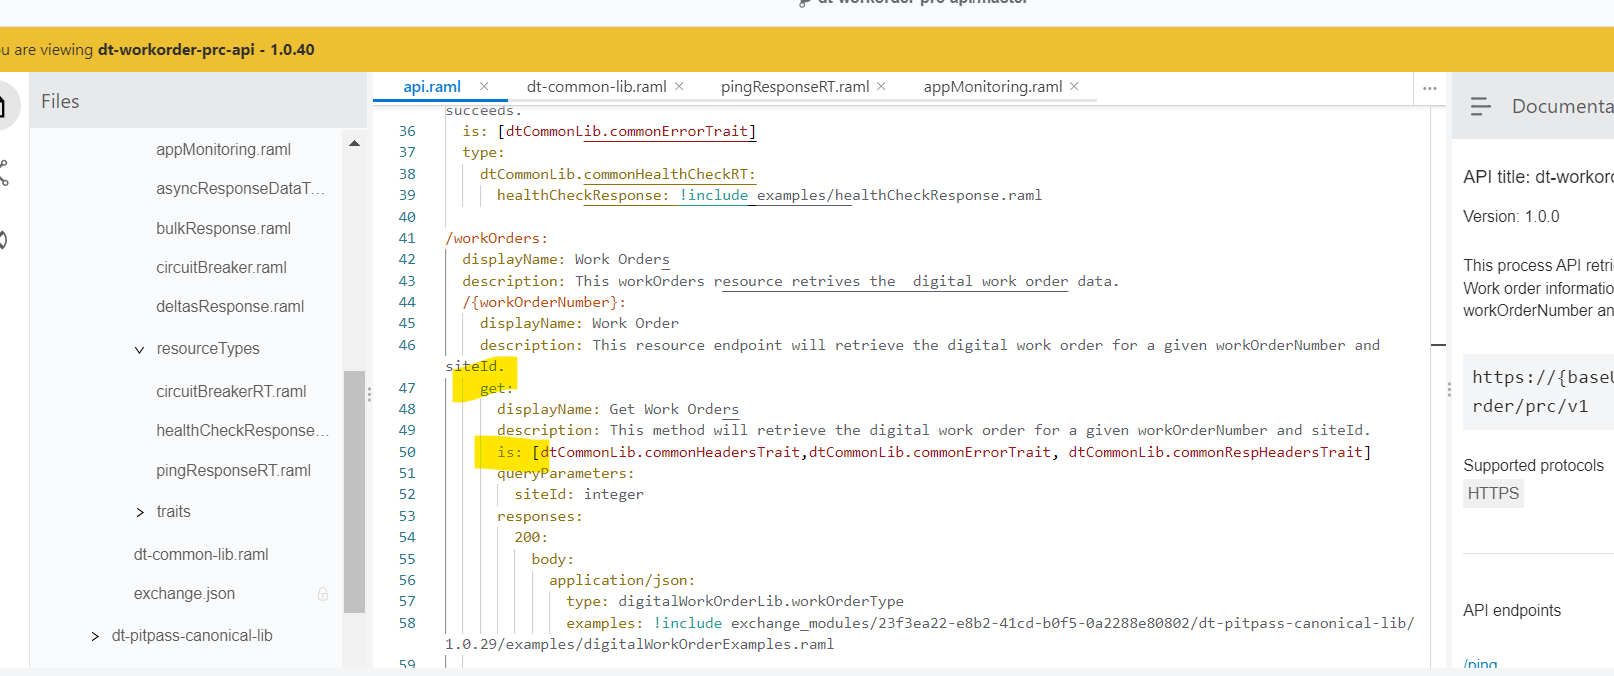 dt-workorder-prc-api/master
u are viewing dt-workorder-prc-api - 1.0.40
Files
api.raml
dt-common-lib.raml
pingResponseRT.raml
appMonitoring.raml
Documenta
appMonitoring.raml
asyncResponseDataT...
bulkResponse.raml
circuitBreaker.raml
deltasResponse.raml
resourceTypes
circuitBreakerRT.raml
healthCheckResponse...
pingResponseRT.raml
traits
dt-common-lib.raml
exchange.json
dt-pitpass-canonical-lib
succeeds.
36 is: [dtCommonLib.commonErrorTrait]
37 type:
38 dtCommonLib.commonHealthCheckRT:
39 healthCheckResponse: !include examples/healthCheckResponse.raml
40
41 /workOrders:
42 displayName: Work Orders
43 description: This workOrders resource retrives the  digital work order data.
44 /{workOrderNumber}:
45 displayName: Work Order
46 description: This resource endpoint will retrieve the digital work order for a given workOrderNumber and
siteId.
47 get:
48 displayName: Get Work Orders
49 description: This method will retrieve the digital work order for a given workOrderNumber and siteId.
50 is: [dtCommonLib.commonHeadersTrait,dtCommonLib.commonErrorTrait, dtCommonLib.commonRespHeadersTrait]
51 queryParameters:
52 siteId: integer
53 responses:
54 200:
55 body:
56 application/json:
57 type: digitalWorkOrderLib.workOrderType
58 examples: !include exchange_modules/23f3ea22-e8b2-41cd-b0f5-0a2288e80802/dt-pitpass-canonical-lib/
1.0.29/examples/digitalWorkOrderExamples.raml
59
API title: dt-workor
Version: 1.0.0
This process API retri
Work order informatio
workOrderNumber an
https://{base
rder/prc/v1
Supported protocols
HTTPS
API endpoints
/ping